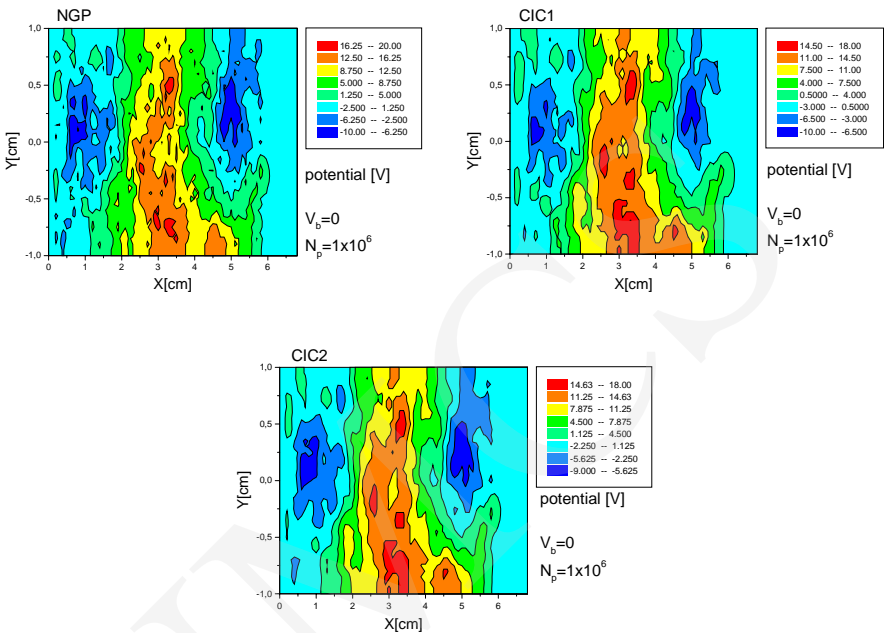 NGP
1,0
0,5
0,0
-0,5
-1,0
Y[cm]
0 1 2 3 4 5 6
X[cm]
16.25 -- 20.00
12.50 -- 16.25
8.750 -- 12.50
5.000 -- 8.750
1.250 -- 5.000
-2.500 -- 1.250
-6.250 -- -2.500
-10.00 -- -6.250
potential [V]
V_b=0
N_p=1x10^6
CIC1
1,0
0,5
0,0
-0,5
-1,0
Y[cm]
0 1 2 3 4 5 6
X[cm]
14.50 -- 18.00
11.00 -- 14.50
7.500 -- 11.00
4.000 -- 7.500
0.5000 -- 4.000
-3.000 -- 0.5000
-6.500 -- -3.000
-10.00 -- -6.500
potential [V]
V_b=0
N_p=1x10^6
CIC2
1,0
0,5
0,0
-0,5
-1,0
Y[cm]
0 1 2 3 4 5 6
X[cm]
14.63 -- 18.00
11.25 -- 14.63
7.875 -- 11.25
4.500 -- 7.875
1.125 -- 4.500
-2.250 -- 1.125
-5.625 -- -2.250
-9.000 -- -5.625
potential [V]
V_b=0
N_p=1x10^6